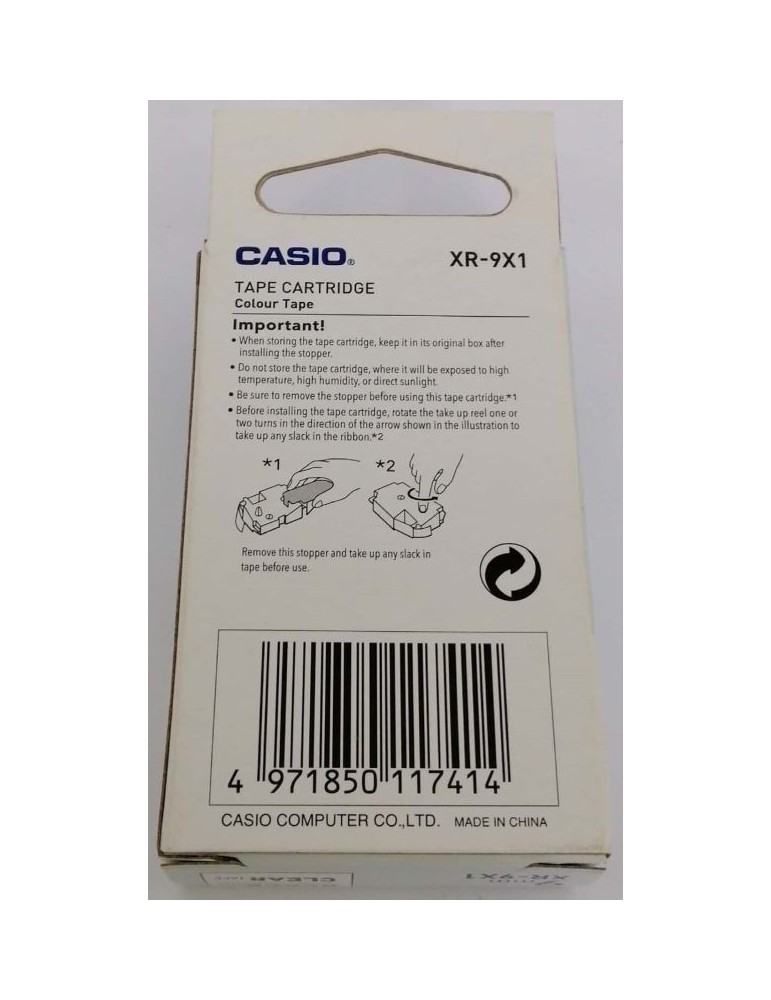 CASIO®
XR-9X1
TAPE CARTRIDGE
Colour Tape
Important!
• When storing the tape cartridge, keep it in its original box after
installing the stopper.
• Do not store the tape cartridge, where it will be exposed to high
temperature, high humidity, or direct sunlight.
• Be sure to remove the stopper before using this tape cartridge.*1
• Before installing the tape cartridge, rotate the take up reel one or
two turns in the direction of the arrow shown in the illustration to
take up any slack in the ribbon.*2
*1
*2
Remove this stopper and take up any slack in
tape before use.
4 971850 117414
CASIO COMPUTER CO.,LTD. MADE IN CHINA
CLEAR TAPE
XR-9X1